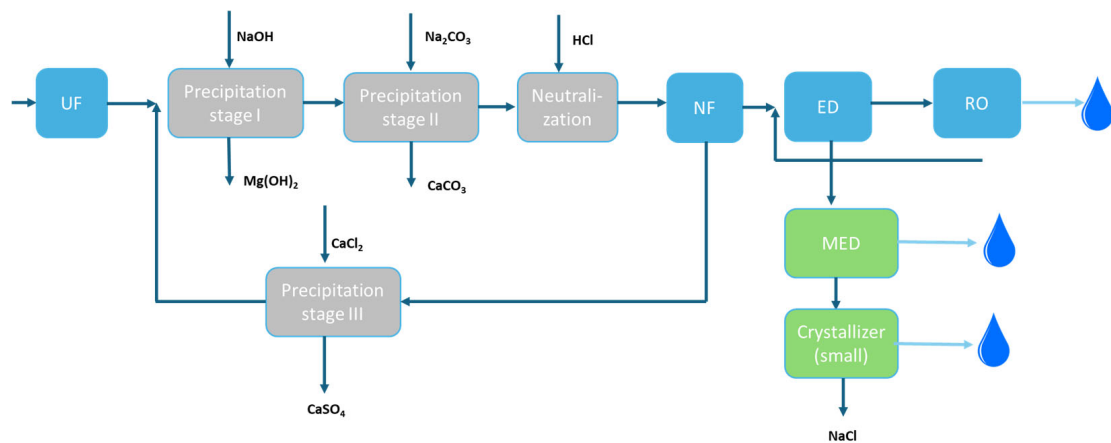 NaOH
Na₂CO₃
HCl
UF
Precipitation
stage I
Precipitation
stage II
Neutrali-
zation
NF
ED
RO
Mg(OH)₂
CaCO₃
CaCl₂
MED
Precipitation
stage III
Crystallizer
(small)
CaSO₄
NaCl